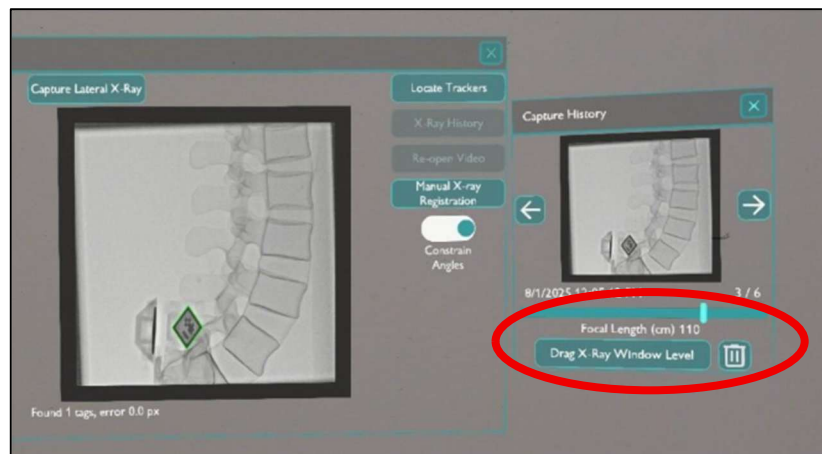 Capture Lateral X-Ray
Locate Trackers
X-Ray History
Re-open Video
Manual X-ray
Registration
Constrain
Angles
Found 1 tags, error 0.0 px
Capture History
8/1/2025
3 / 6
Focal Length (cm) 110
Drag X-Ray Window Level